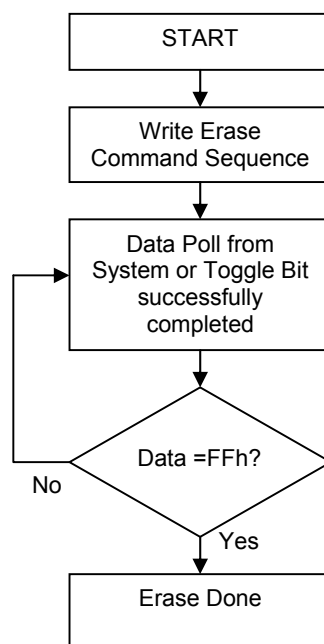 START
Write Erase
Command Sequence
Data Poll from
System or Toggle Bit
successfully
completed
Data =FFh?
No
Yes
Erase Done